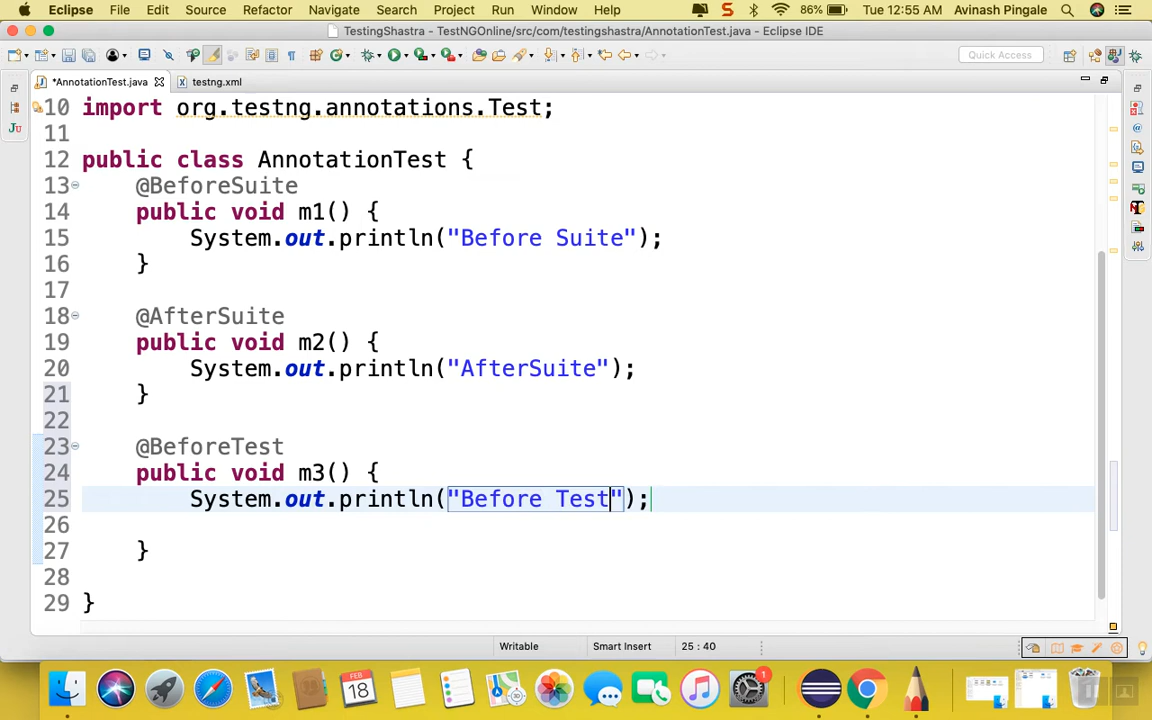 Eclipse File Edit Source Refactor Navigate Search Project Run Window Help 86% Tue 12:55 AM Avinash Pingale
TestingShastra - TestNGOnline/src/com/testingshastra/AnnotationTest.java - Eclipse IDE
Quick Access
*AnnotationTest.java testng.xml
10 import org.testng.annotations.Test;
11
12 public class AnnotationTest {
13 @BeforeSuite
14 public void m1() {
15 System.out.println("Before Suite");
16 }
17
18 @AfterSuite
19 public void m2() {
20 System.out.println("AfterSuite");
21 }
22
23 @BeforeTest
24 public void m3() {
25 System.out.println("Before Test");
26
27 }
28
29 }
Writable Smart Insert 25 : 40
FEB
18
1